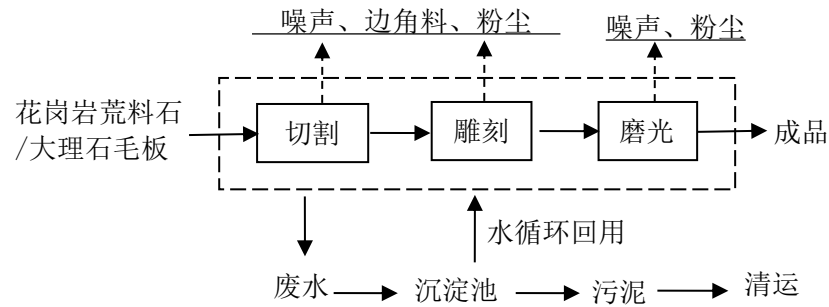 噪声、边角料、粉尘
噪声、粉尘
花岗岩荒料石
/大理石毛板
切割
雕刻
磨光
成品
水循环回用
废水
沉淀池
污泥
清运